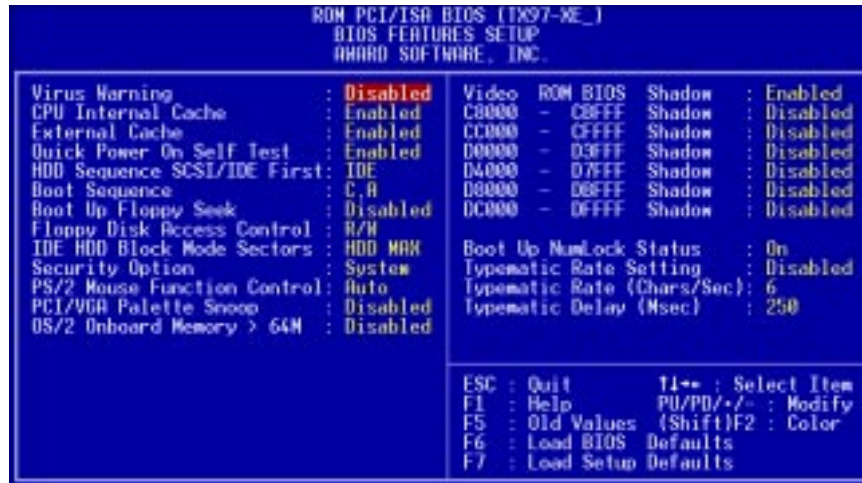 ROM PCI/ISA BIOS (TX97-XE_)
BIOS FEATURES SETUP
AWARD SOFTWARE, INC.
Virus Warning : Disabled
CPU Internal Cache : Enabled
External Cache : Enabled
Quick Power On Self Test : Enabled
HDD Sequence SCSI/IDE First: IDE
Boot Sequence : C,A
Boot Up Floppy Seek : Disabled
Floppy Disk Access Control : R/W
IDE HDD Block Mode Sectors : HDD MAX
Security Option : System
PS/2 Mouse Function Control: Auto
PCI/VGA Palette Snoop : Disabled
OS/2 Onboard Memory > 64M : Disabled
Video ROM BIOS Shadow : Enabled
C8000 - CBFFF Shadow : Disabled
CC000 - CFFFF Shadow : Disabled
D0000 - D3FFF Shadow : Disabled
D4000 - D7FFF Shadow : Disabled
D8000 - DBFFF Shadow : Disabled
DC000 - DFFFF Shadow : Disabled
Boot Up NumLock Status : On
Typematic Rate Setting : Disabled
Typematic Rate (Chars/Sec): 6
Typematic Delay (Msec) : 250
ESC : Quit ↑↓→← : Select Item
F1 : Help PU/PD/+/- : Modify
F5 : Old Values (Shift)F2 : Color
F6 : Load BIOS Defaults
F7 : Load Setup Defaults